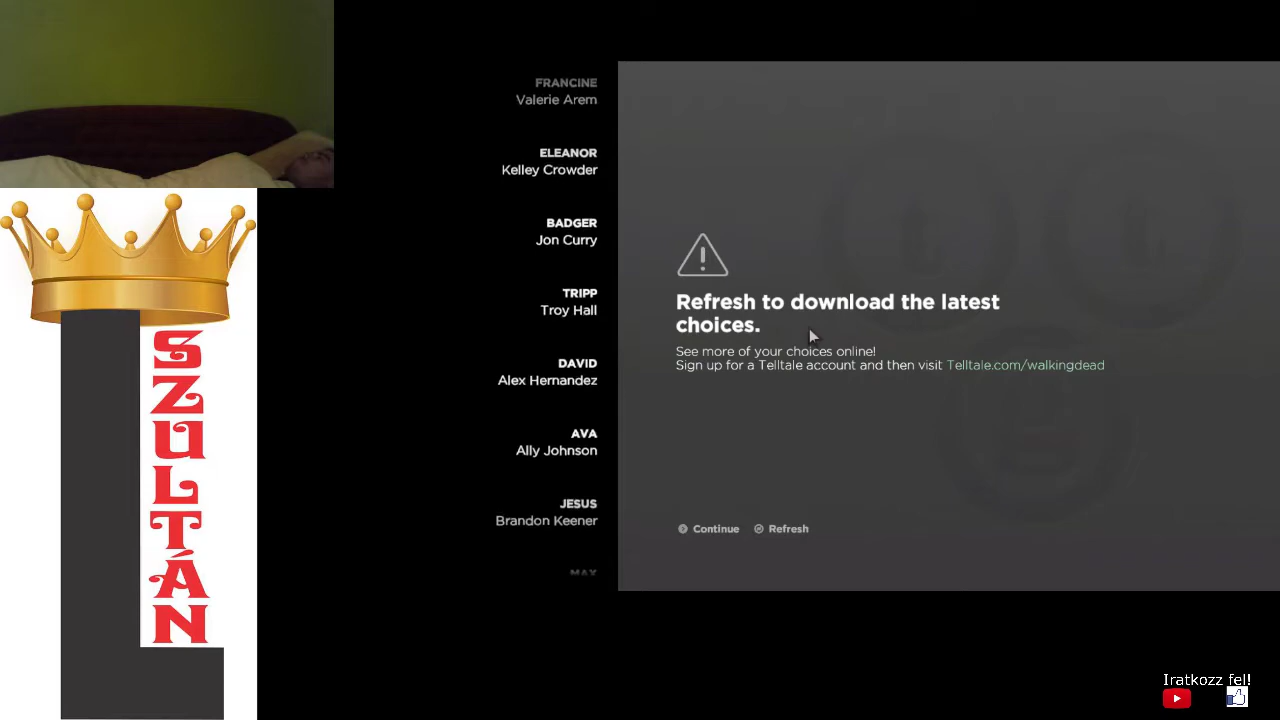 FRANCINE
Valerie Arem
ELEANOR
Kelley Crowder
BADGER
Jon Curry
TRIPP
Troy Hall
DAVID
Alex Hernandez
AVA
Ally Johnson
JESUS
Brandon Keener
MAX
Refresh to download the latest
choices.
See more of your choices online!
Sign up for a Telltale account and then visit Telltale.com/walkingdead
Continue Refresh
L
SZULTÁN
Iratkozz fel!